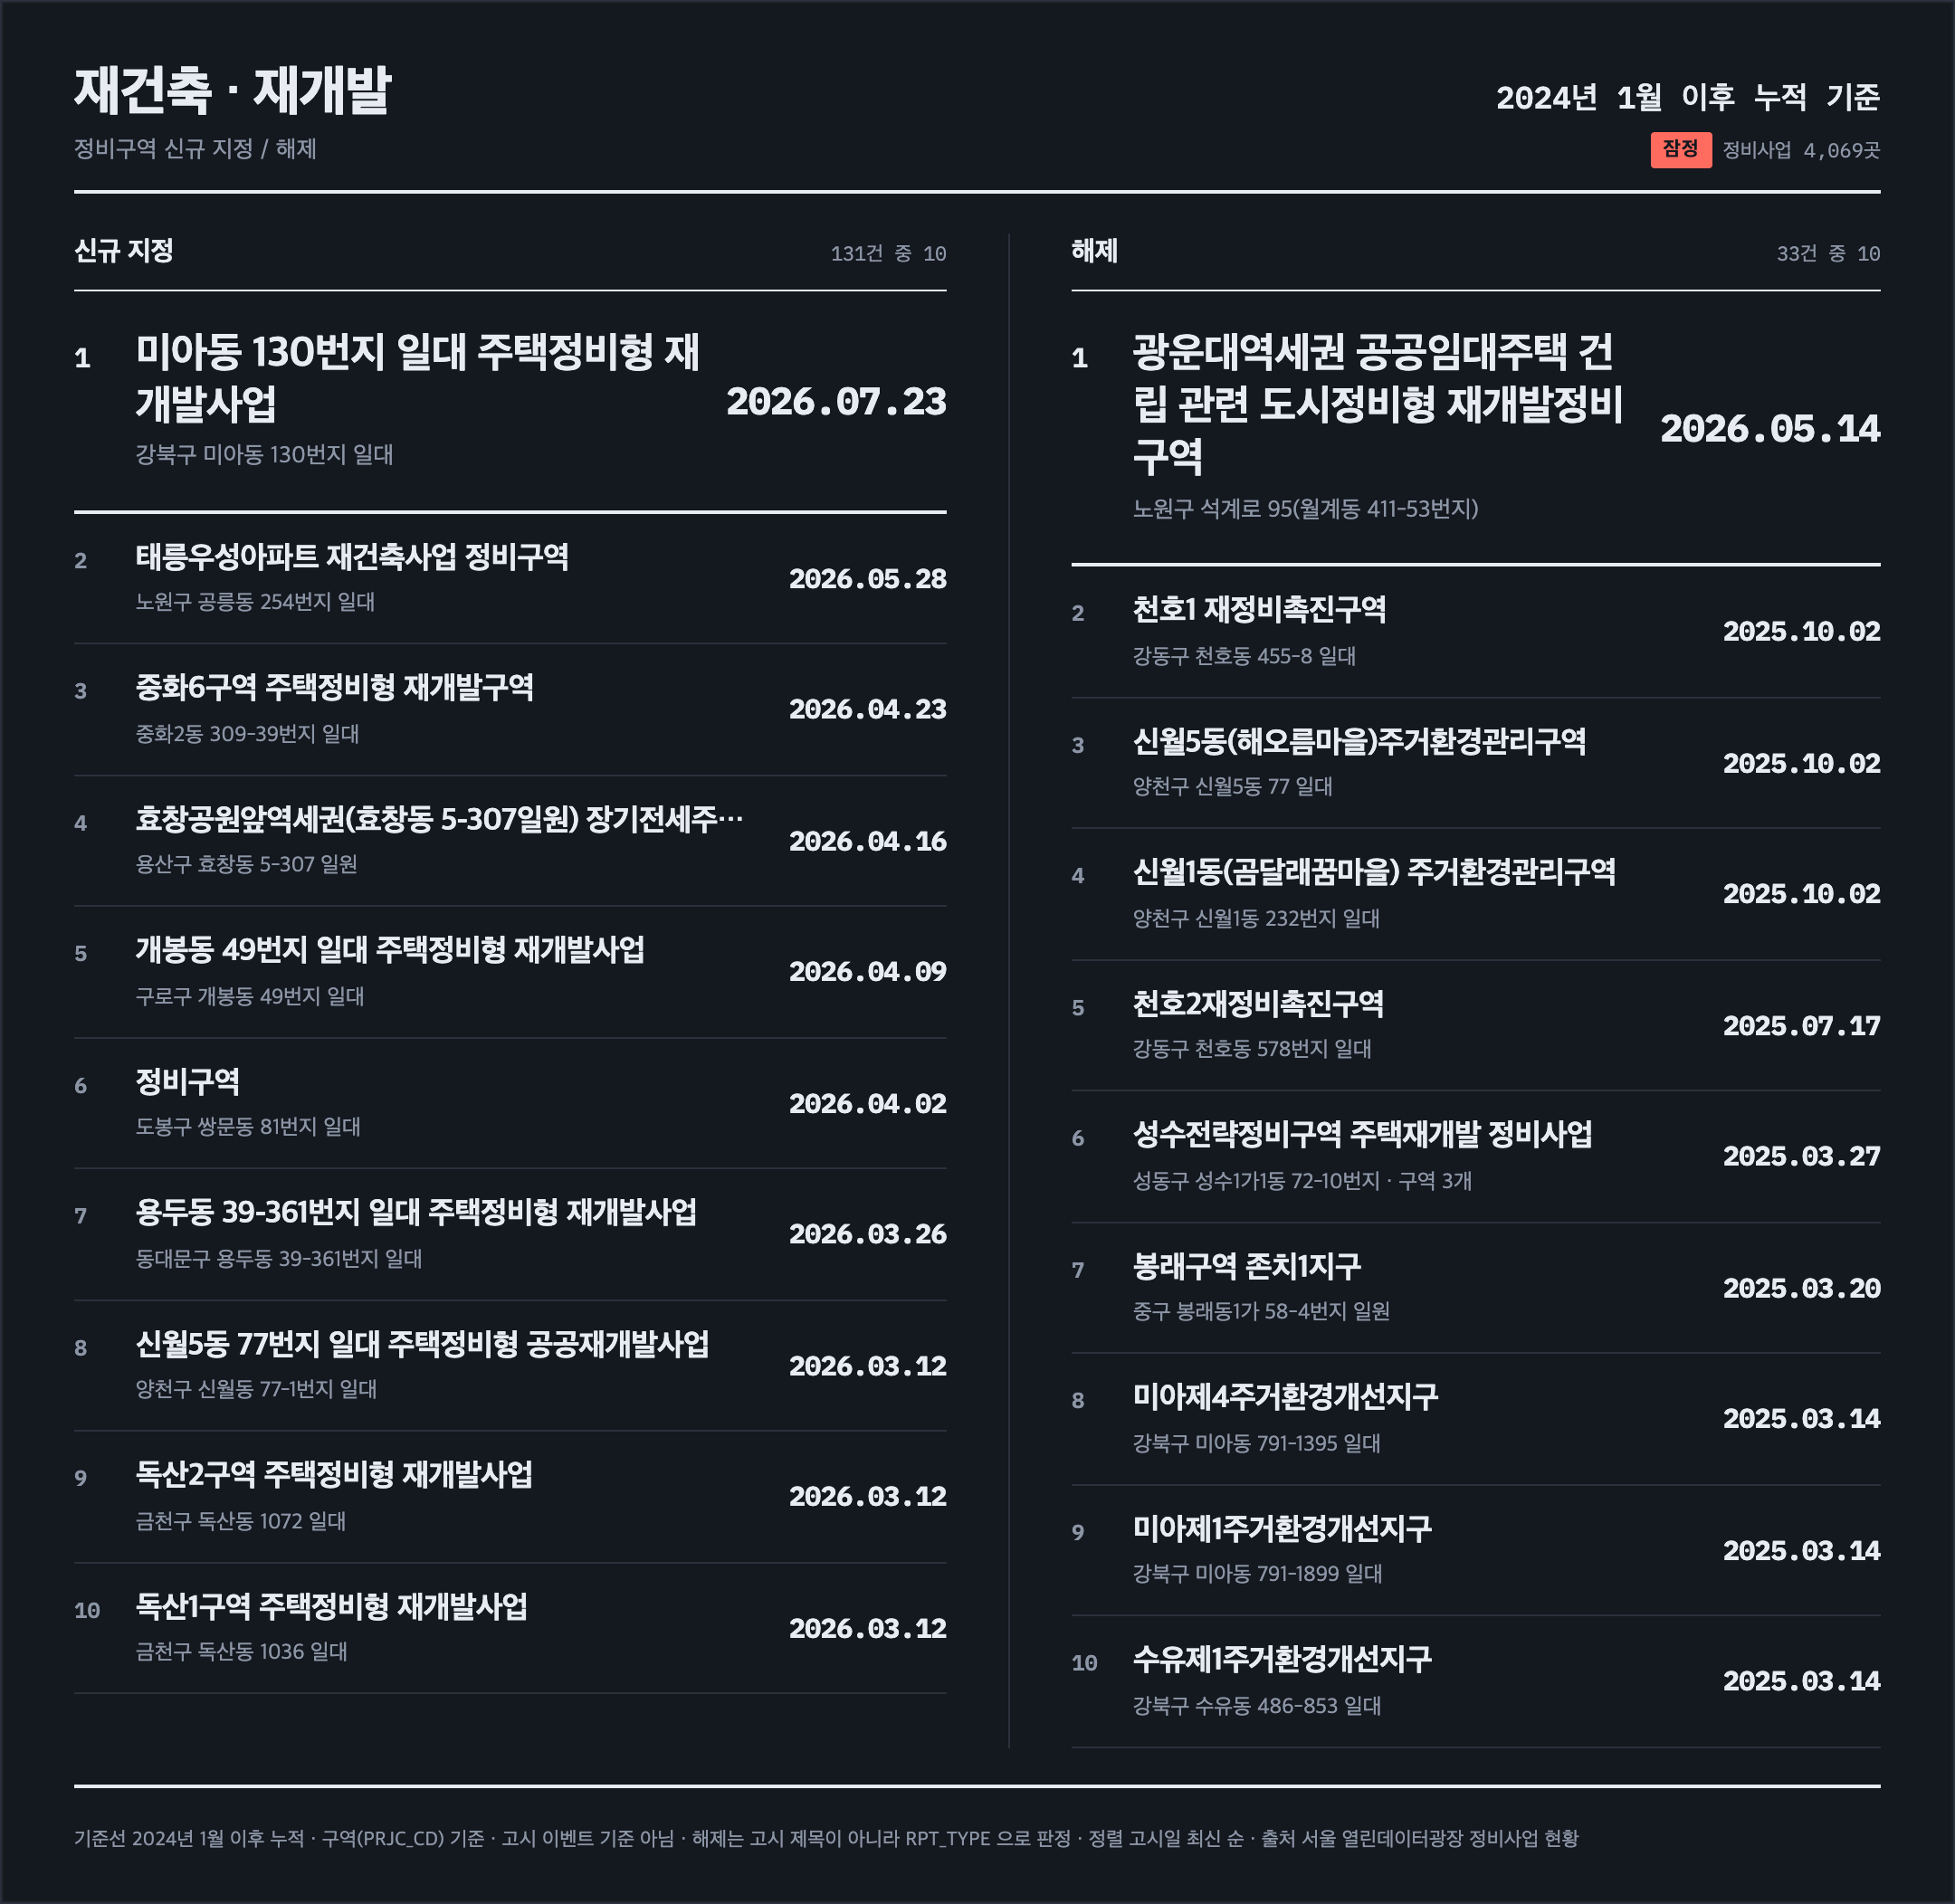 재건축 · 재개발
정비구역 신규 지정 / 해제
2024년 1월 이후 누적 기준
잠정 정비사업 4,069곳
신규 지정 131건 중 10
1 미아동 130번지 일대 주택정비형 재
개발사업
2026.07.23
강북구 미아동 130번지 일대
2 태릉우성아파트 재건축사업 정비구역
2026.05.28
노원구 공릉동 254번지 일대
3 중화6구역 주택정비형 재개발구역
2026.04.23
중화2동 309-39번지 일대
4 효창공원앞역세권(효창동 5-307일원) 장기전세주…
2026.04.16
용산구 효창동 5-307 일원
5 개봉동 49번지 일대 주택정비형 재개발사업
2026.04.09
구로구 개봉동 49번지 일대
6 정비구역
2026.04.02
도봉구 쌍문동 81번지 일대
7 용두동 39-361번지 일대 주택정비형 재개발사업
2026.03.26
동대문구 용두동 39-361번지 일대
8 신월5동 77번지 일대 주택정비형 공공재개발사업
2026.03.12
양천구 신월동 77-1번지 일대
9 독산2구역 주택정비형 재개발사업
2026.03.12
금천구 독산동 1072 일대
10 독산1구역 주택정비형 재개발사업
2026.03.12
금천구 독산동 1036 일대
해제 33건 중 10
1 광운대역세권 공공임대주택 건
립 관련 도시정비형 재개발정비
구역
2026.05.14
노원구 석계로 95(월계동 411-53번지)
2 천호1 재정비촉진구역
2025.10.02
강동구 천호동 455-8 일대
3 신월5동(해오름마을)주거환경관리구역
2025.10.02
양천구 신월5동 77 일대
4 신월1동(곰달래꿈마을) 주거환경관리구역
2025.10.02
양천구 신월1동 232번지 일대
5 천호2재정비촉진구역
2025.07.17
강동구 천호동 578번지 일대
6 성수전략정비구역 주택재개발 정비사업
2025.03.27
성동구 성수1가1동 72-10번지 · 구역 3개
7 봉래구역 존치1지구
2025.03.20
중구 봉래동1가 58-4번지 일원
8 미아제4주거환경개선지구
2025.03.14
강북구 미아동 791-1395 일대
9 미아제1주거환경개선지구
2025.03.14
강북구 미아동 791-1899 일대
10 수유제1주거환경개선지구
2025.03.14
강북구 수유동 486-853 일대
기준선 2024년 1월 이후 누적 · 구역(PRJC_CD) 기준 · 고시 이벤트 기준 아님 · 해제는 고시 제목이 아니라 RPT_TYPE 으로 판정 · 정렬 고시일 최신 순 · 출처 서울 열린데이터광장 정비사업 현황